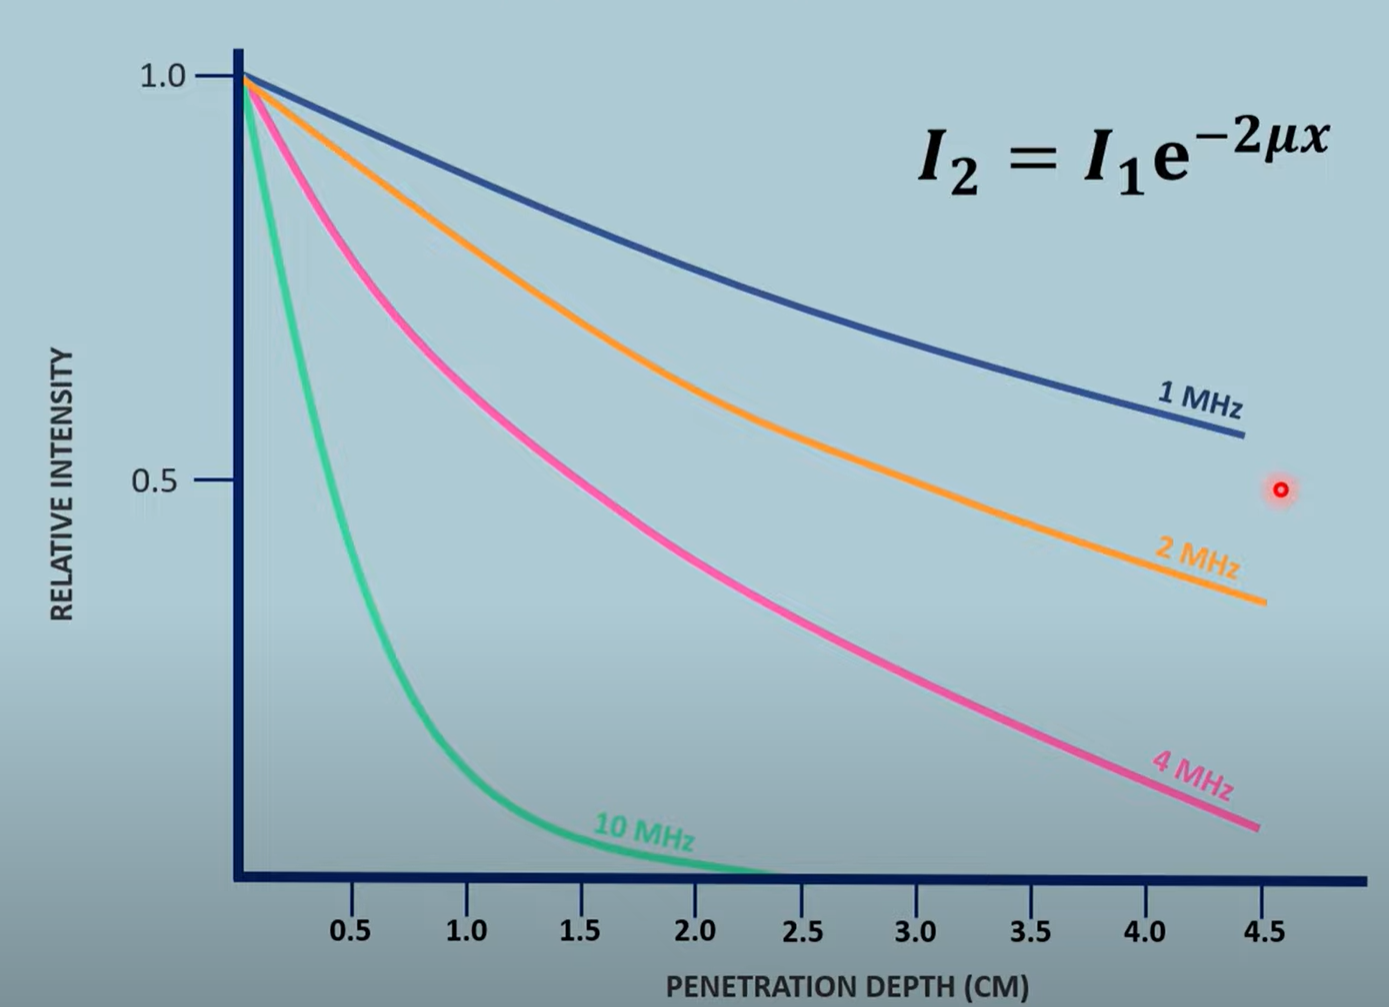 1.0
I₂ = I₁e⁻²μx
RELATIVE INTENSITY
0.5
1 MHz
2 MHz
4 MHz
10 MHz
0.5 1.0 1.5 2.0 2.5 3.0 3.5 4.0 4.5
PENETRATION DEPTH (CM)